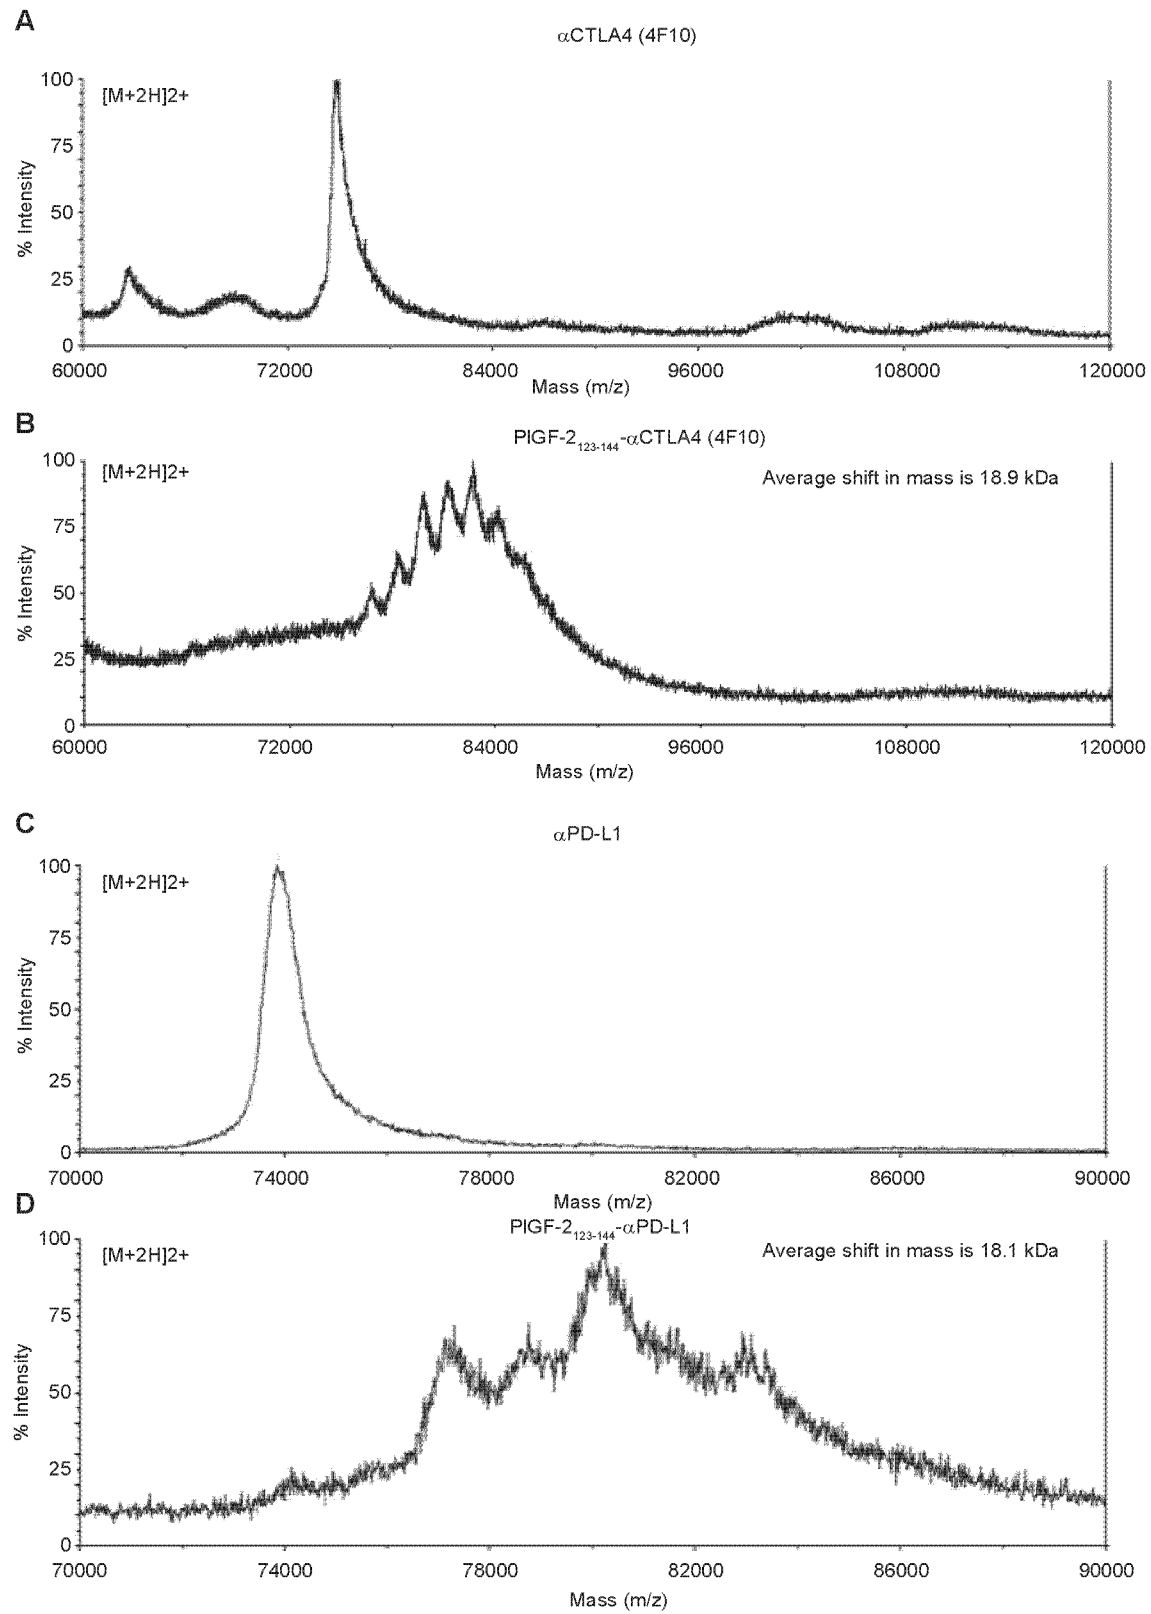 A
αCTLA4 (4F10)
[M+2H]2+
100
75
50
25
0
% Intensity
60000 72000 84000 96000 108000 120000
Mass (m/z)
B
PlGF-2123-144-αCTLA4 (4F10)
[M+2H]2+
Average shift in mass is 18.9 kDa
100
75
50
25
0
% Intensity
60000 72000 84000 96000 108000 120000
Mass (m/z)
C
αPD-L1
[M+2H]2+
100
75
50
25
0
% Intensity
70000 74000 78000 82000 86000 90000
Mass (m/z)
D
PlGF-2123-144-αPD-L1
[M+2H]2+
Average shift in mass is 18.1 kDa
100
75
50
25
0
% Intensity
70000 74000 78000 82000 86000 90000
Mass (m/z)